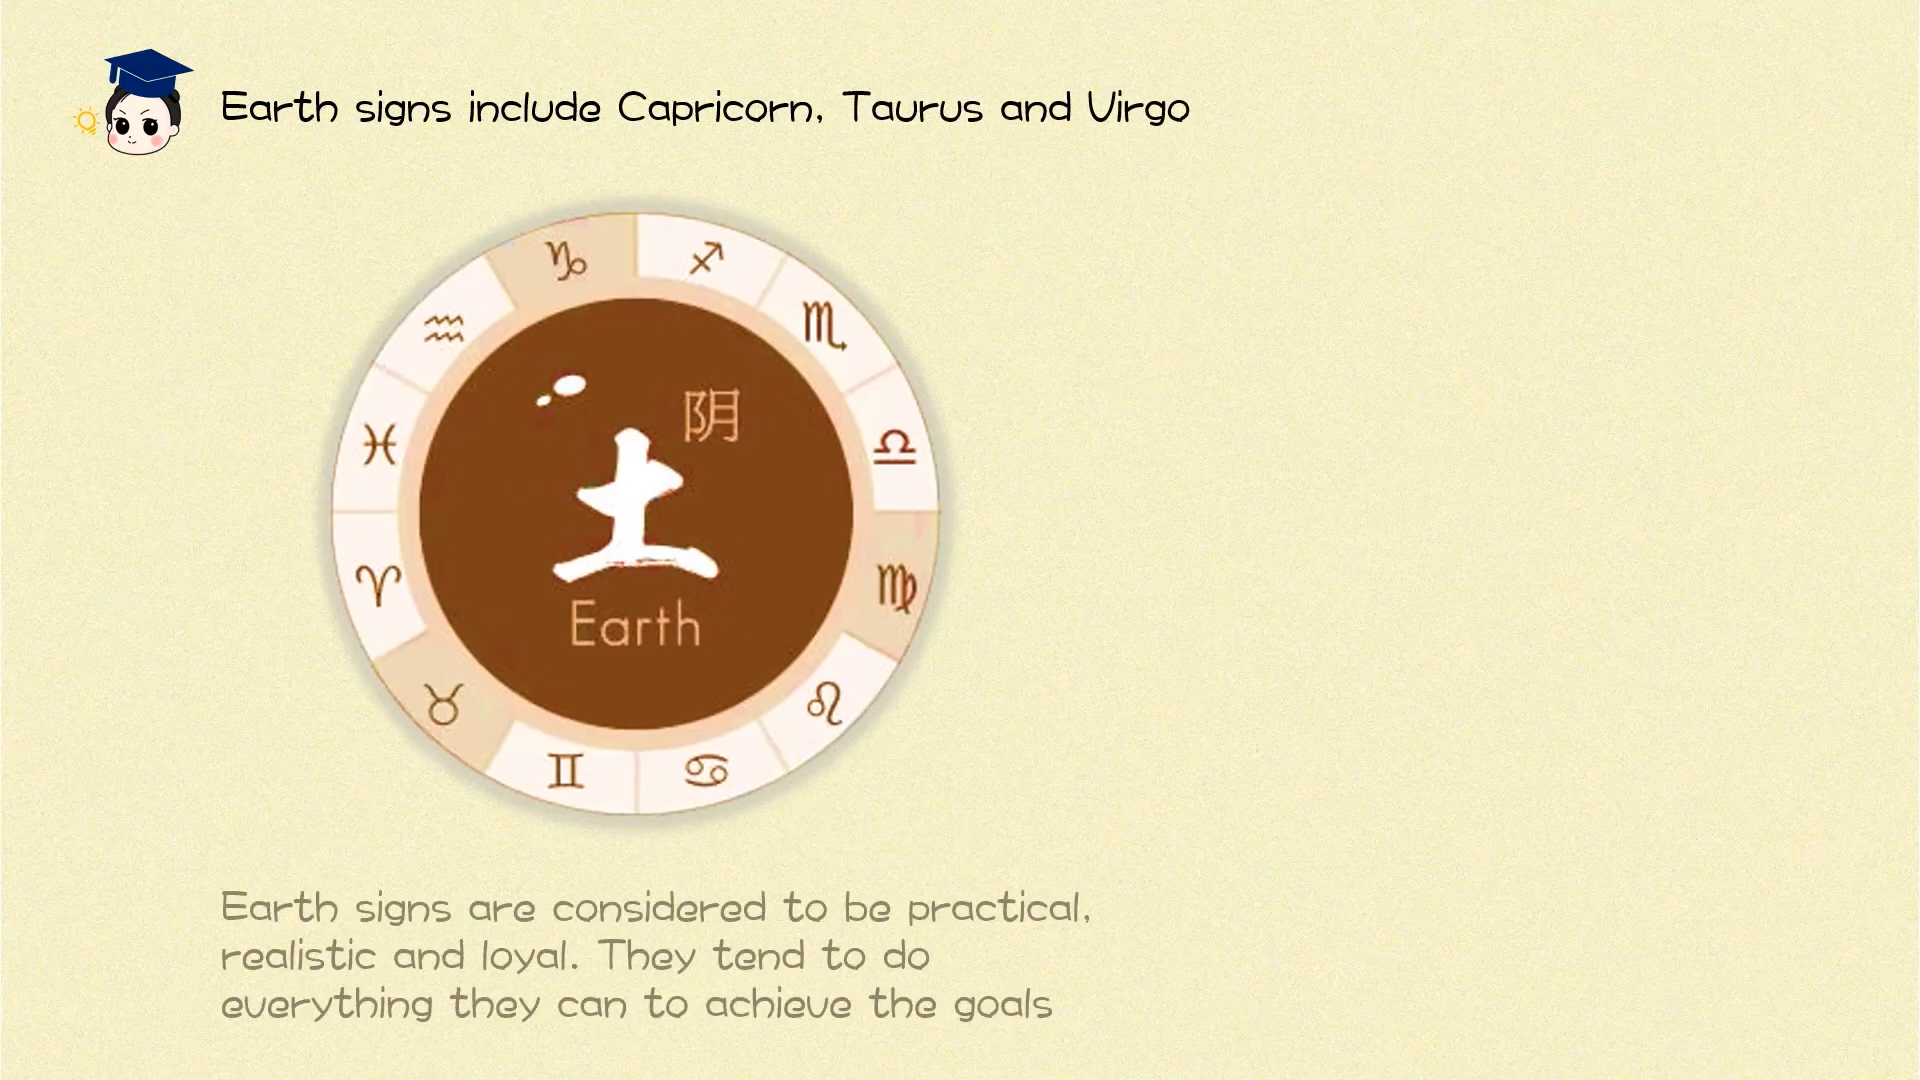 Earth signs include Capricorn, Taurus and Virgo
♑ ♐
♒ ♏
阴
♓ ♎
土
♈ ♍
Earth
♉ ♌
♊ ♋
Earth signs are considered to be practical,
realistic and loyal. They tend to do
everything they can to achieve the goals